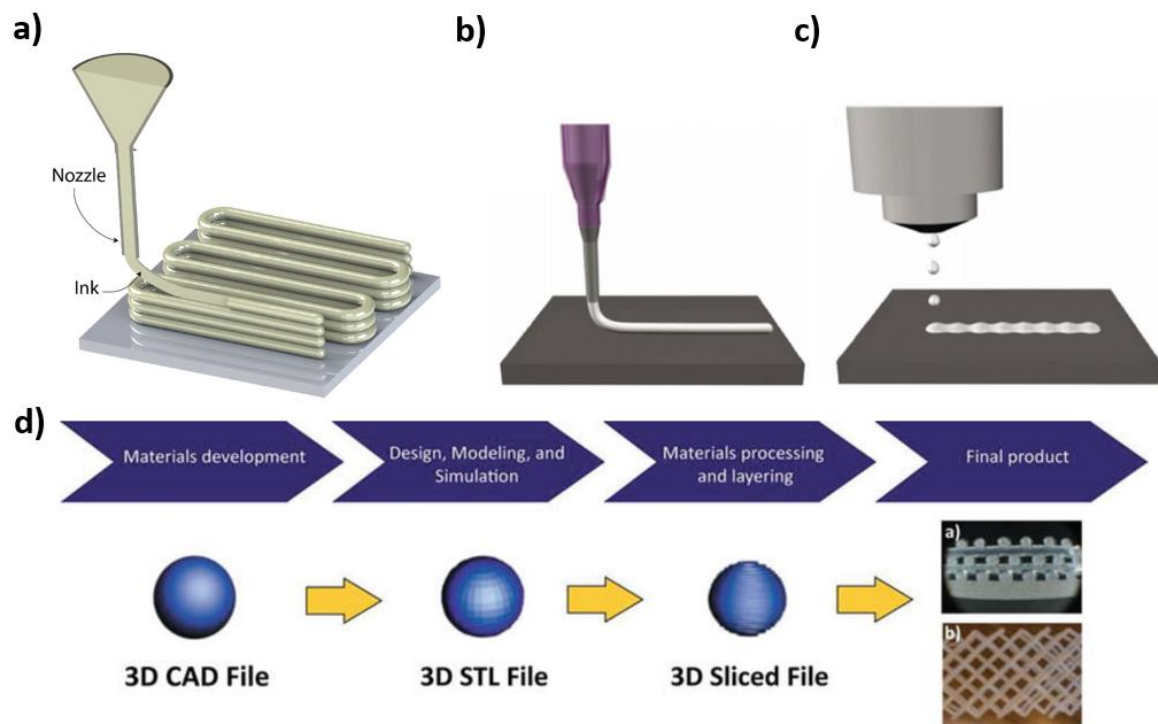 a)
Nozzle
Ink
b)
c)
d)
Materials development
Design, Modeling, and
Simulation
Materials processing
and layering
Final product
3D CAD File
3D STL File
3D Sliced File
a)
b)